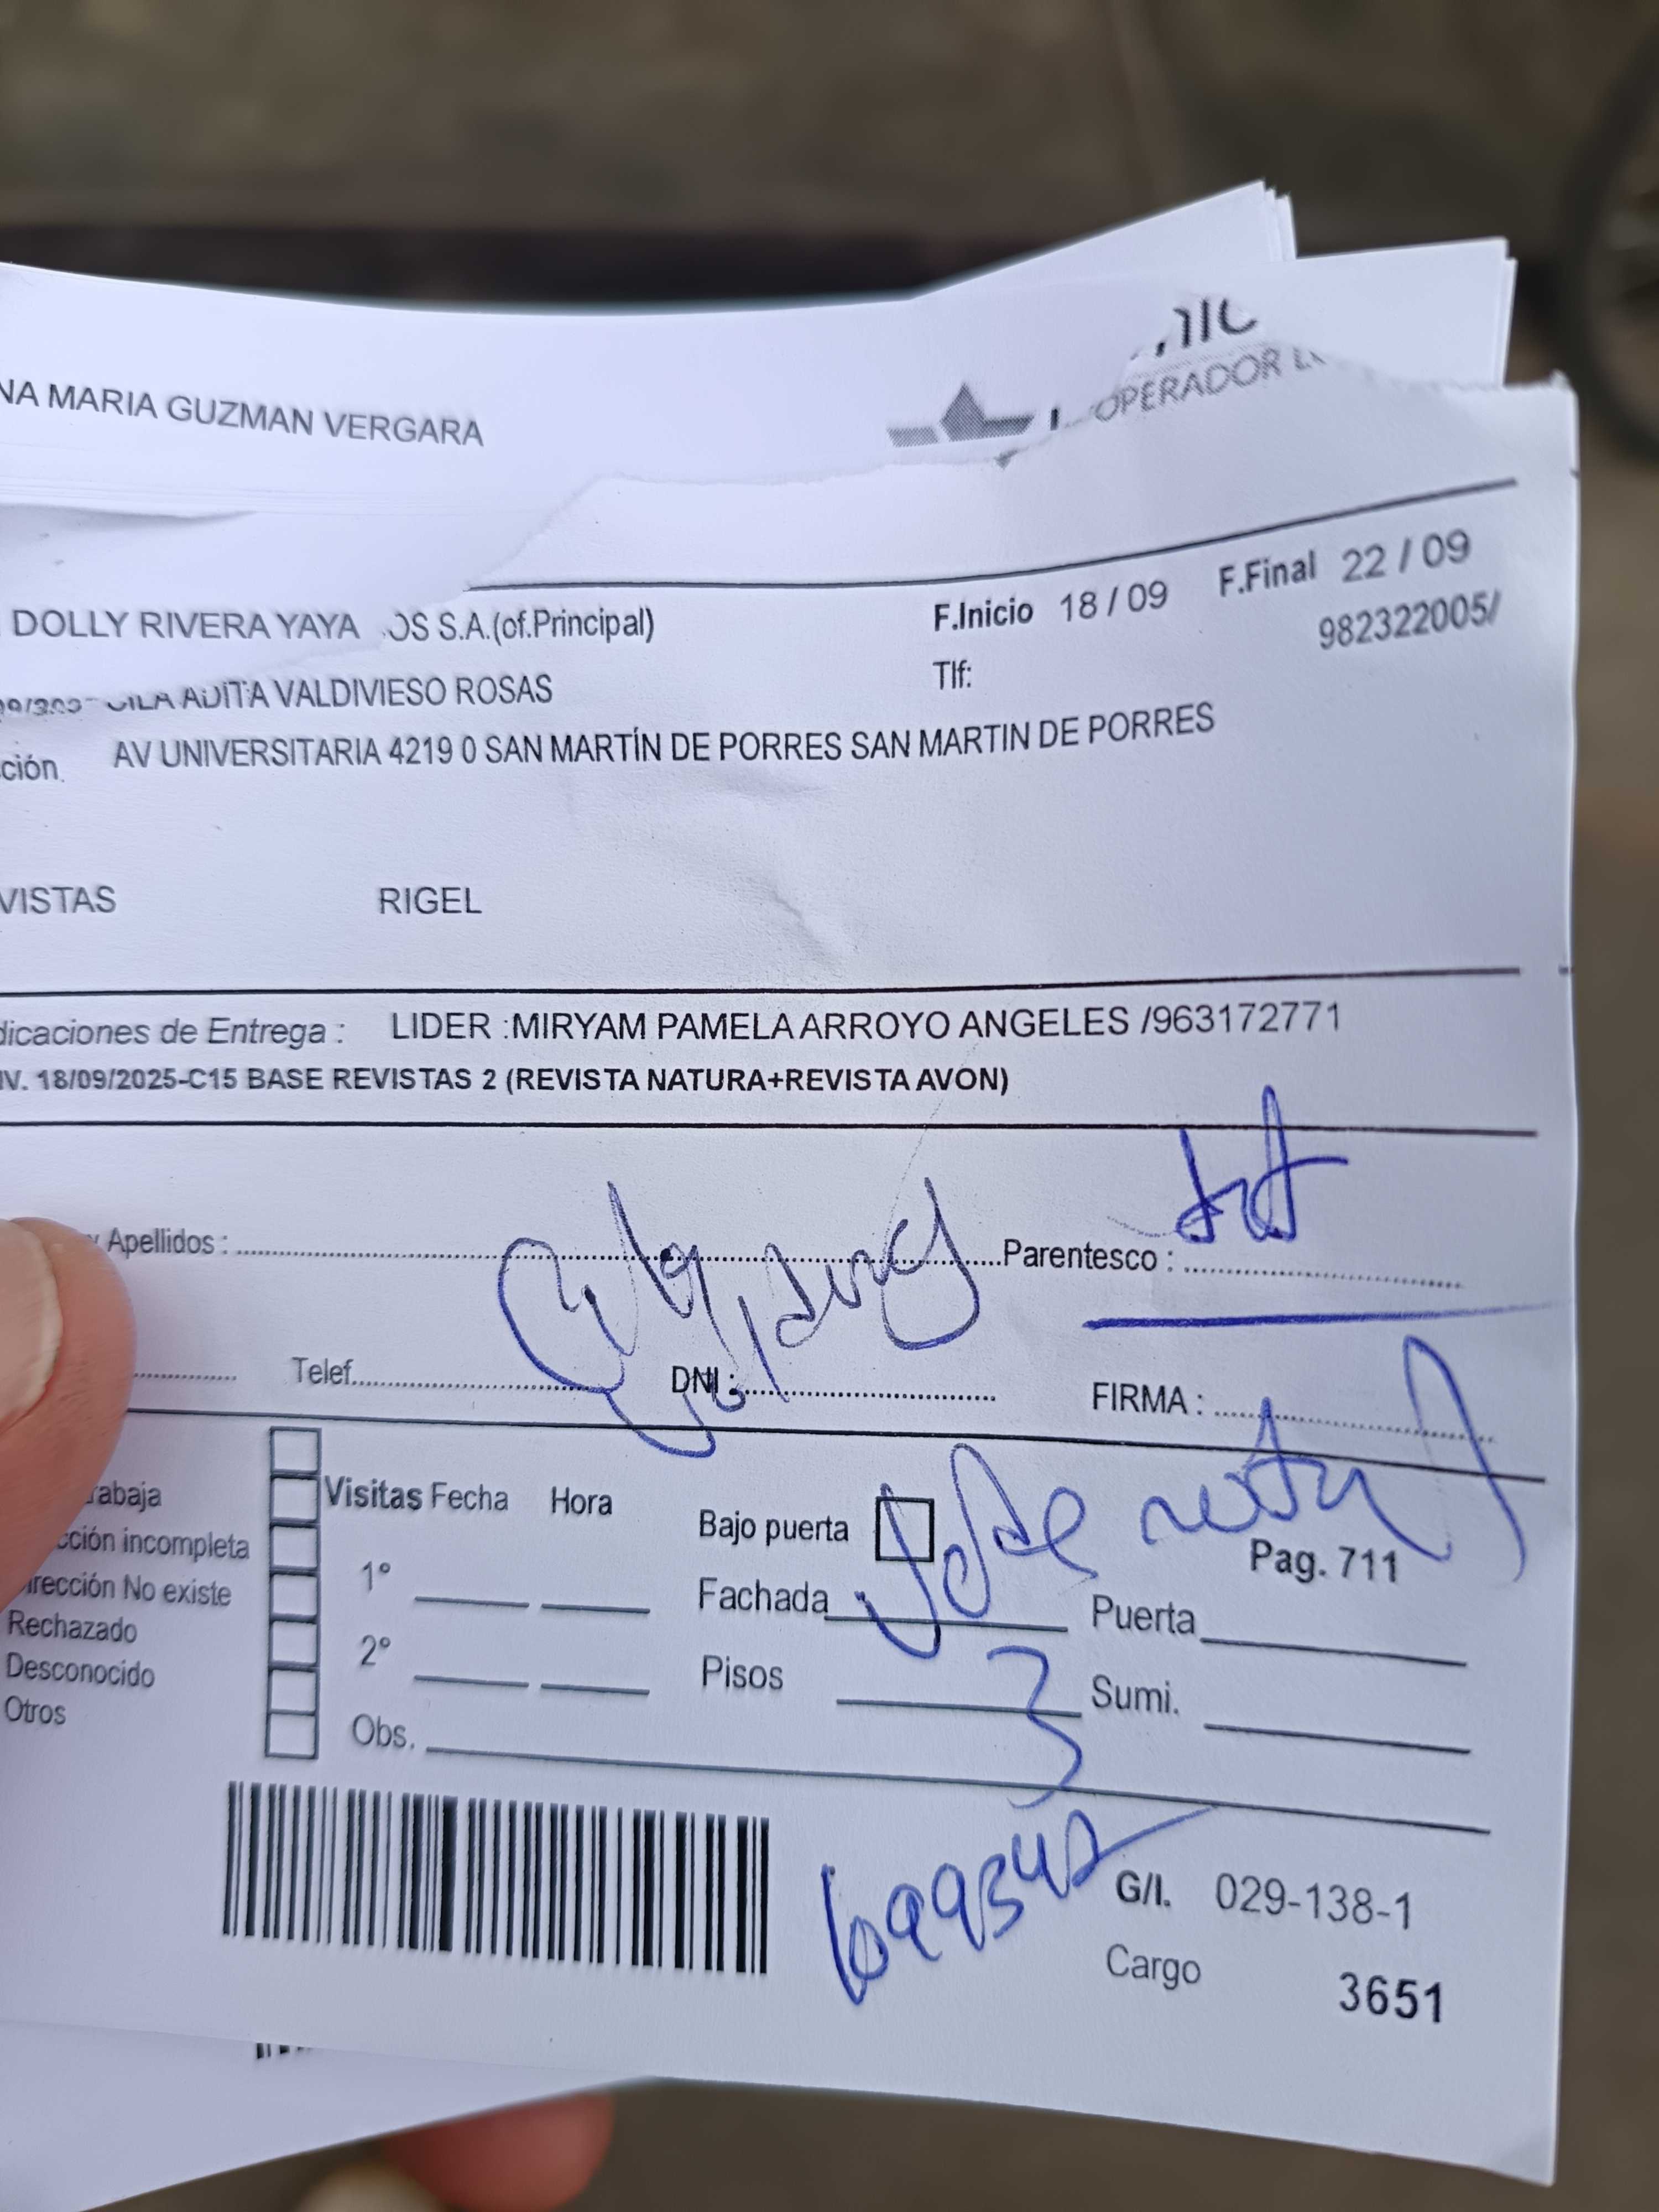 NA MARIA GUZMAN VERGARA
OPERADOR
F.Inicio 18 / 09 F.Final 22 / 09
DOLLY RIVERA YAYA OS S.A.(of.Principal)
982322005/
ADITA VALDIVIESO ROSAS Tlf:
ción. AV UNIVERSITARIA 4219 0 SAN MARTÍN DE PORRES SAN MARTIN DE PORRES
VISTAS RIGEL
dicaciones de Entrega : LIDER :MIRYAM PAMELA ARROYO ANGELES /963172771
IV. 18/09/2025-C15 BASE REVISTAS 2 (REVISTA NATURA+REVISTA AVON)
y Apellidos : Parentesco :
Telef. DNI : FIRMA :
rabaja
Visitas Fecha Hora Bajo puerta
Pag. 711
cción incompleta
irección No existe 1° Fachada Puerta
Rechazado
Desconocido 2° Pisos 3 Sumi.
Otros Obs.
G/I. 029-138-1
Cargo 3651